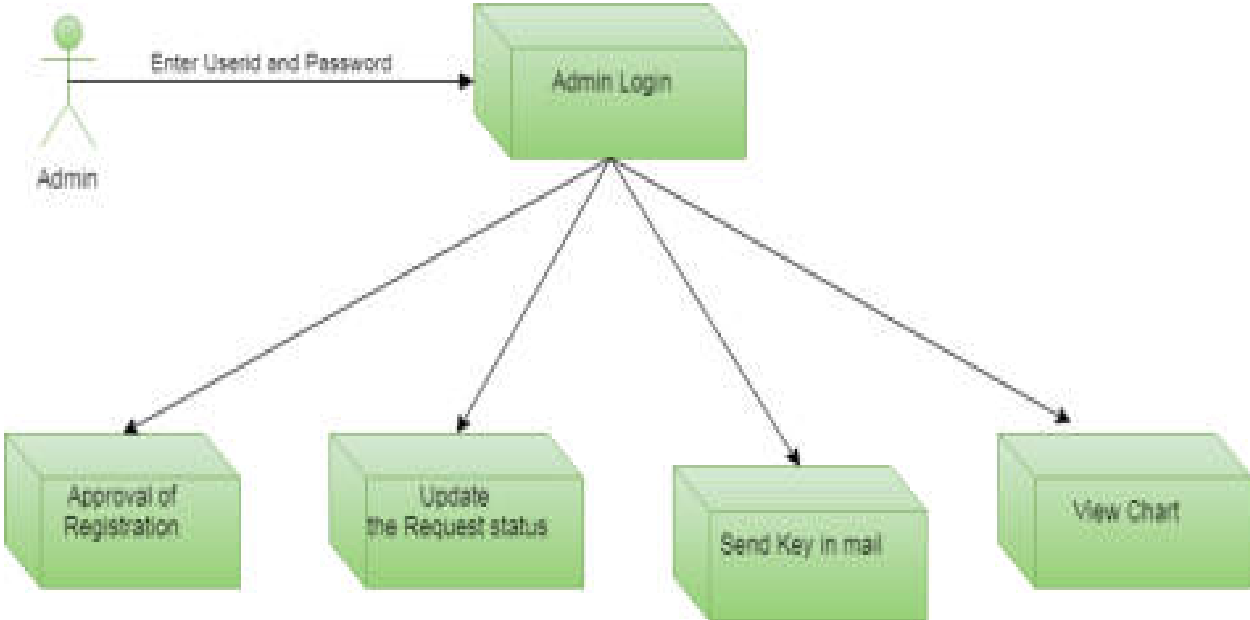 Enter Userid and Password
Admin Login
Admin
Approval of
Registration
Update
the Request status
Send Key in mail
View Chart